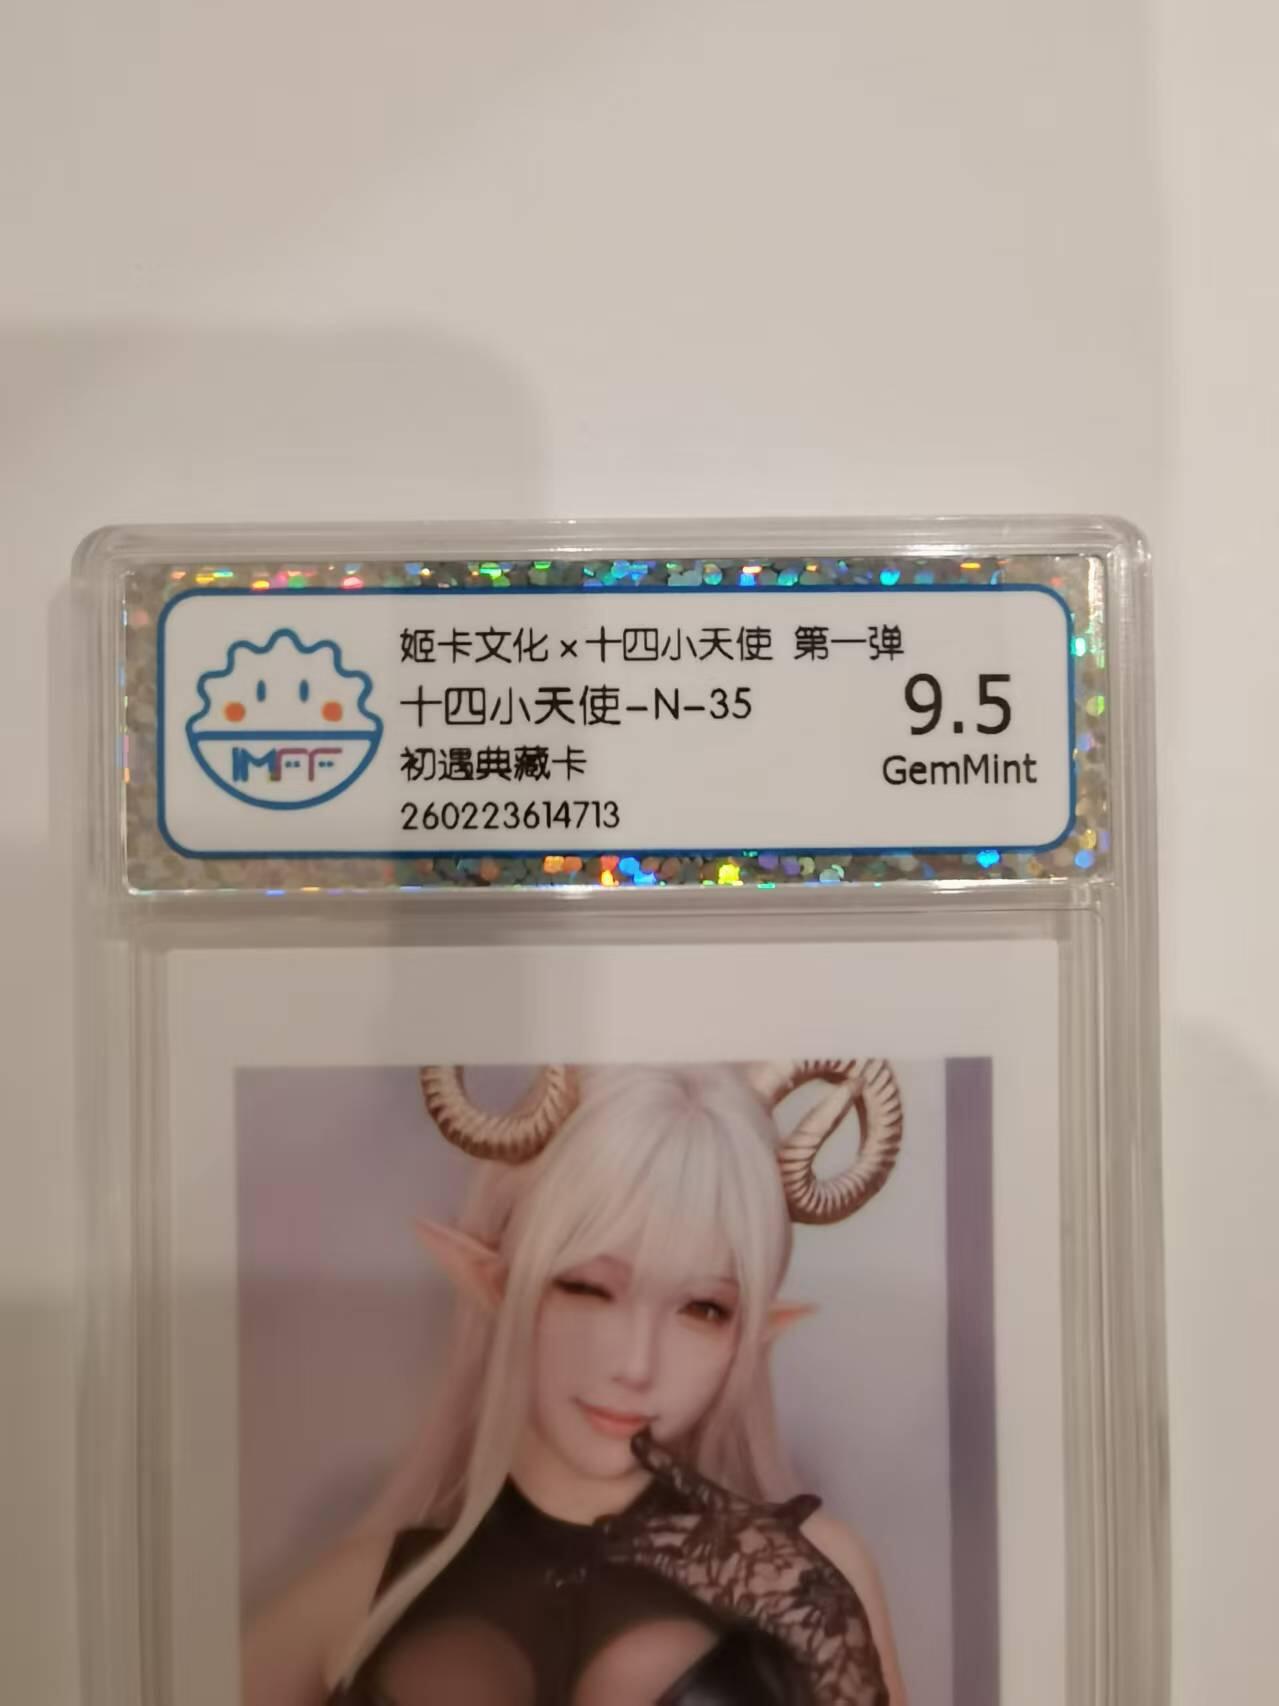 IMFF
姬卡文化×十四小天使 第一弹
十四小天使-N-35
初遇典藏卡
260223614713
9.5
GemMint